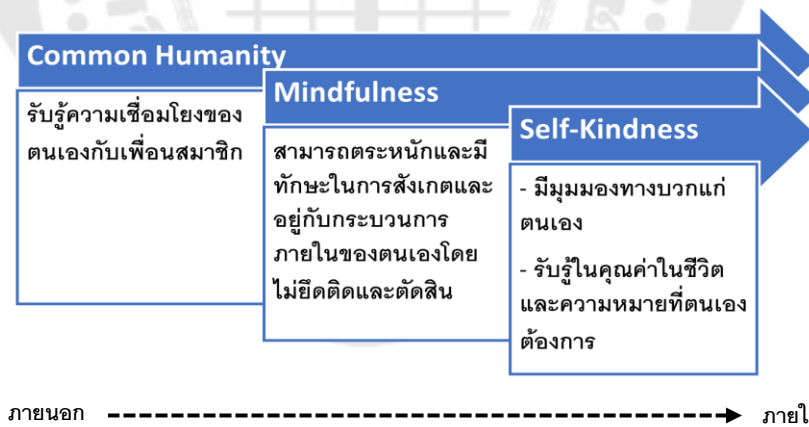 Common Humanity
รับรู้ความเชื่อมโยงของ
ตนเองกับเพื่อนสมาชิก
Mindfulness
สามารถตระหนักและมี
ทักษะในการสังเกตและ
อยู่กับกระบวนการ
ภายในของตนเองโดย
ไม่ยึดติดและตัดสิน
Self-Kindness
- มีมุมมองทางบวกแก่
ตนเอง
- รับรู้ในคุณค่าในชีวิต
และความหมายที่ตนเอง
ต้องการ
ภายนอก